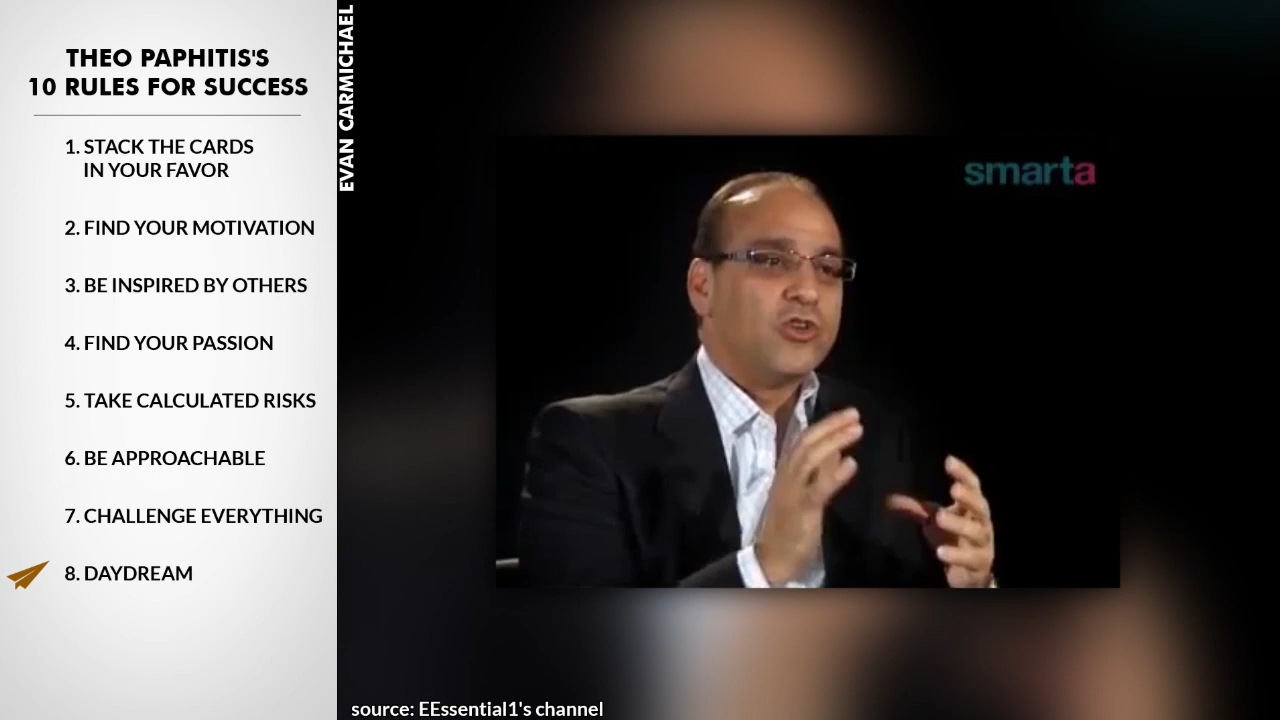 THEO PAPHITIS'S
10 RULES FOR SUCCESS
1. STACK THE CARDS
IN YOUR FAVOR
2. FIND YOUR MOTIVATION
3. BE INSPIRED BY OTHERS
4. FIND YOUR PASSION
5. TAKE CALCULATED RISKS
6. BE APPROACHABLE
7. CHALLENGE EVERYTHING
8. DAYDREAM
EVAN CARMICHAEL
smarta
source: EEssential1's channel